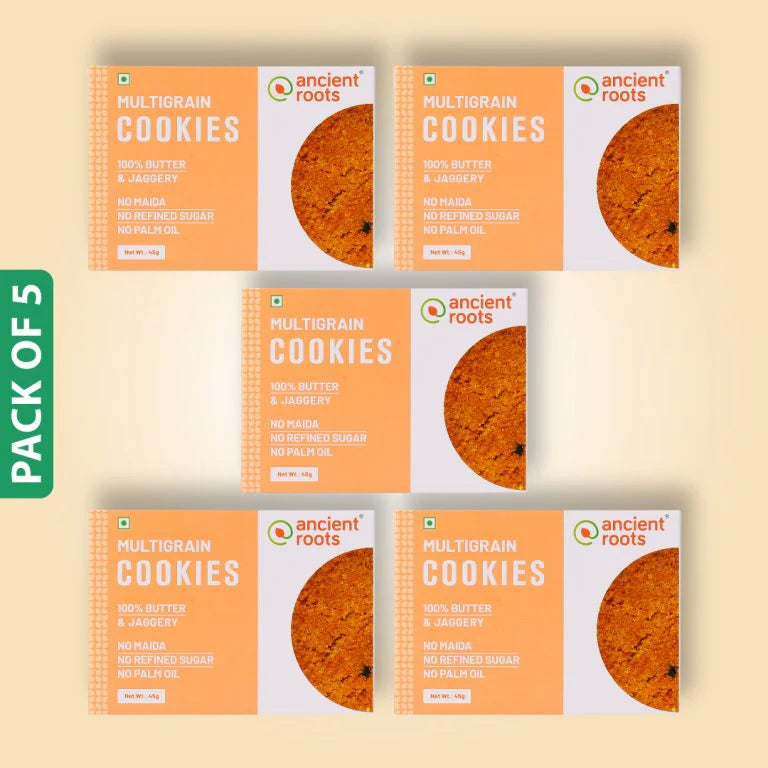 MULTIGRAIN
COOKIES
100% BUTTER
& JAGGERY
NO MAIDA
NO REFINED SUGAR
NO PALM OIL
Net Wt.: 45g
ancient®
roots
MULTIGRAIN
COOKIES
100% BUTTER
& JAGGERY
NO MAIDA
NO REFINED SUGAR
NO PALM OIL
Net Wt.: 45g
ancient®
roots
PACK OF 5
MULTIGRAIN
COOKIES
100% BUTTER
& JAGGERY
NO MAIDA
NO REFINED SUGAR
NO PALM OIL
Net Wt.: 45g
ancient®
roots
MULTIGRAIN
COOKIES
100% BUTTER
& JAGGERY
NO MAIDA
NO REFINED SUGAR
NO PALM OIL
Net Wt.: 45g
ancient®
roots
MULTIGRAIN
COOKIES
100% BUTTER
& JAGGERY
NO MAIDA
NO REFINED SUGAR
NO PALM OIL
Net Wt.: 45g
ancient®
roots